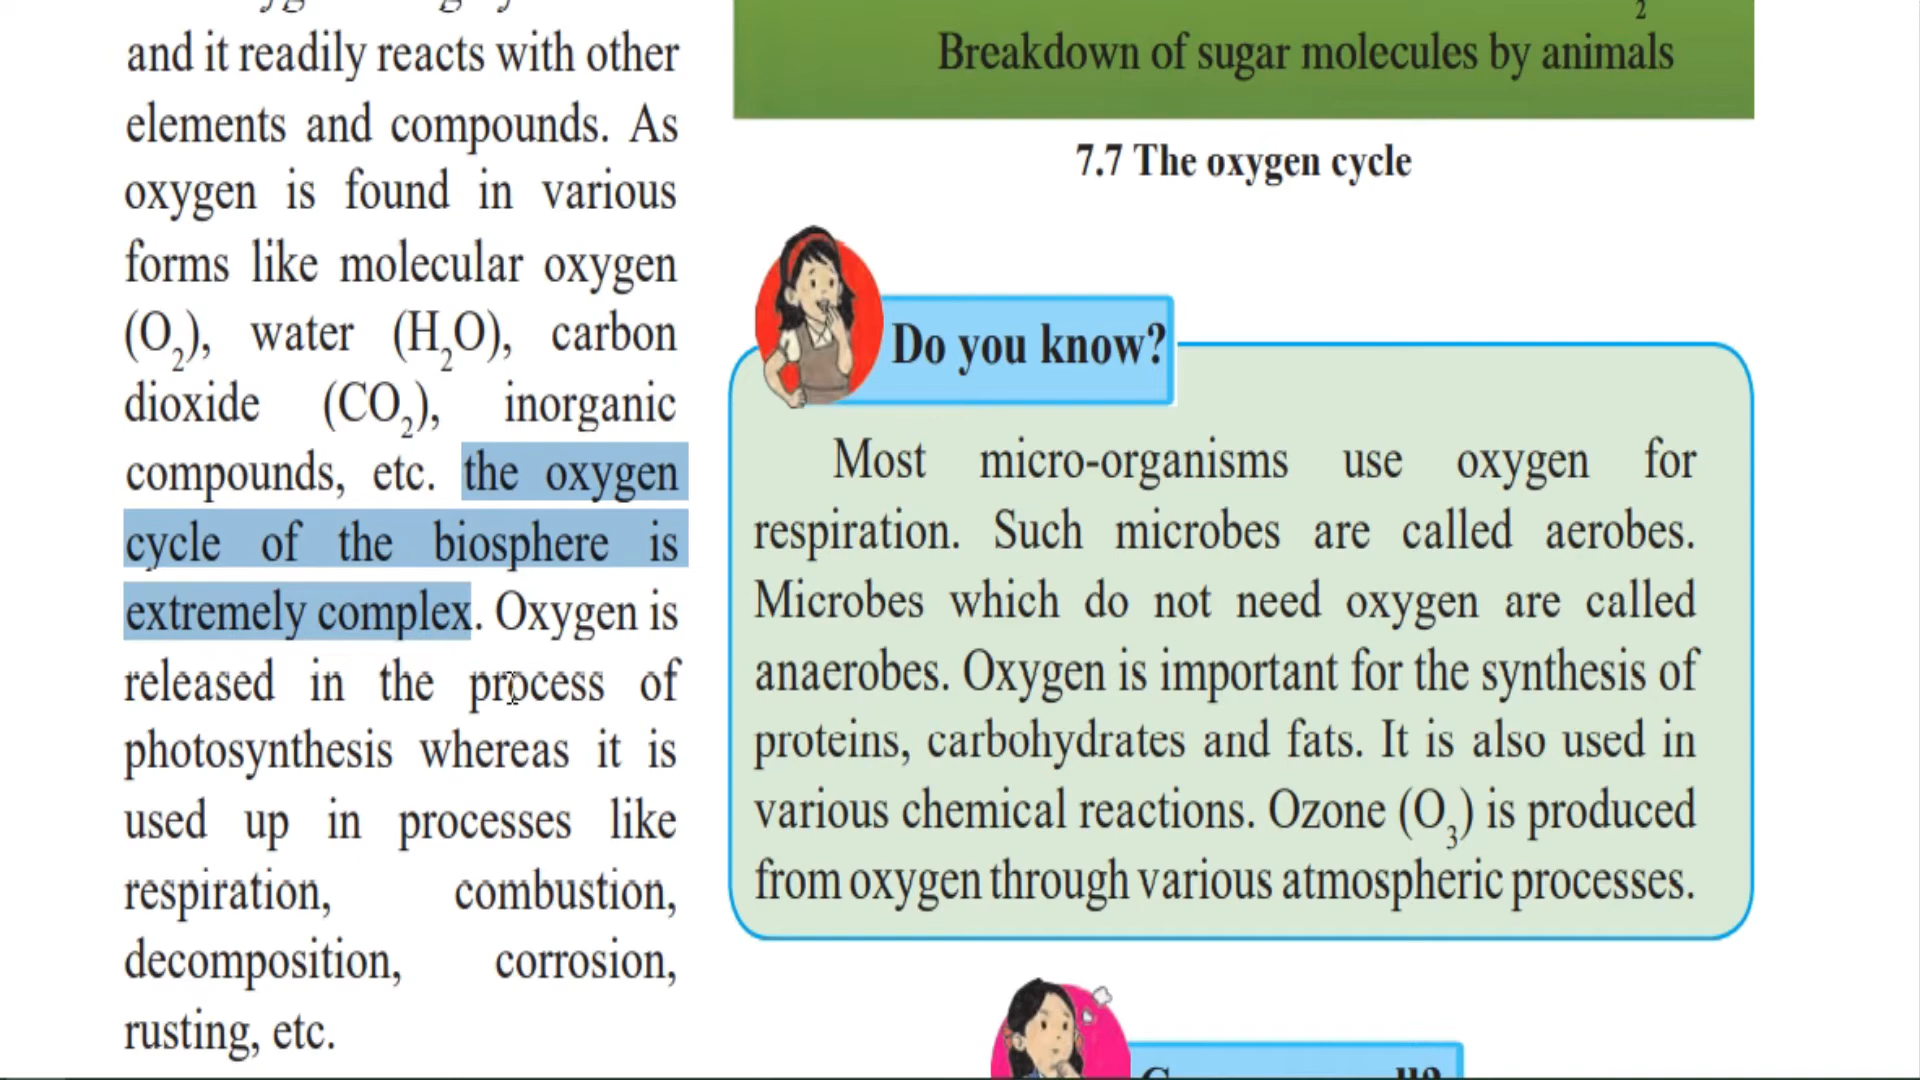 and it readily reacts with other
elements and compounds. As
oxygen is found in various
forms like molecular oxygen
(O₂), water (H₂O), carbon
dioxide (CO₂), inorganic
compounds, etc. the oxygen
cycle of the biosphere is
extremely complex. Oxygen is
released in the process of
photosynthesis whereas it is
used up in processes like
respiration, combustion,
decomposition, corrosion,
rusting, etc.
2
Breakdown of sugar molecules by animals
7.7 The oxygen cycle
Do you know?
Most micro-organisms use oxygen for
respiration. Such microbes are called aerobes.
Microbes which do not need oxygen are called
anaerobes. Oxygen is important for the synthesis of
proteins, carbohydrates and fats. It is also used in
various chemical reactions. Ozone (O₃) is produced
from oxygen through various atmospheric processes.